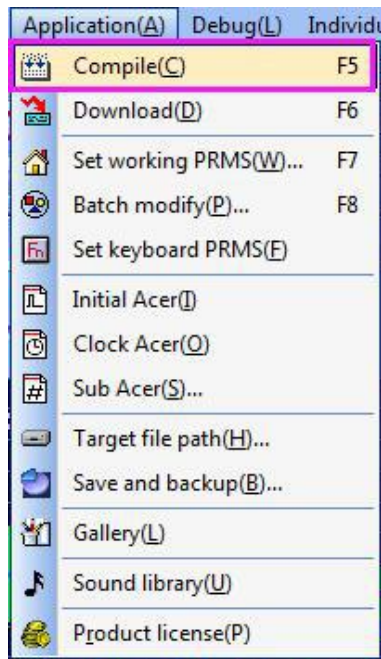 Application(A) Debug(L) Individu
Compile(C) F5
Download(D) F6
Set working PRMS(W)... F7
Batch modify(P)... F8
Fn Set keyboard PRMS(F)
Initial Acer(I)
Clock Acer(O)
# Sub Acer(S)...
Target file path(H)...
Save and backup(B)...
Gallery(L)
Sound library(U)
Product license(P)